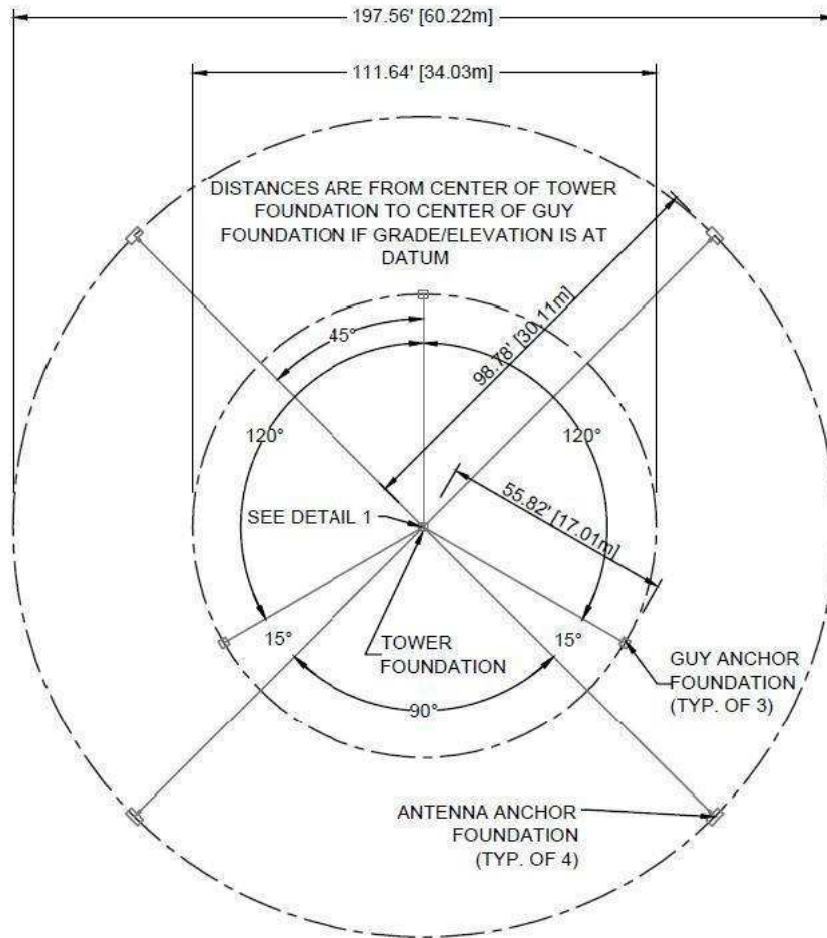 197.56' [60.22m]
111.64' [34.03m]
DISTANCES ARE FROM CENTER OF TOWER
FOUNDATION TO CENTER OF GUY
FOUNDATION IF GRADE/ELEVATION IS AT
DATUM
98.78' [30.11m]
45°
120°
120°
55.82' [17.01m]
SEE DETAIL 1
15°
TOWER
FOUNDATION
15°
GUY ANCHOR
FOUNDATION
(TYP. OF 3)
90°
ANTENNA ANCHOR
FOUNDATION
(TYP. OF 4)